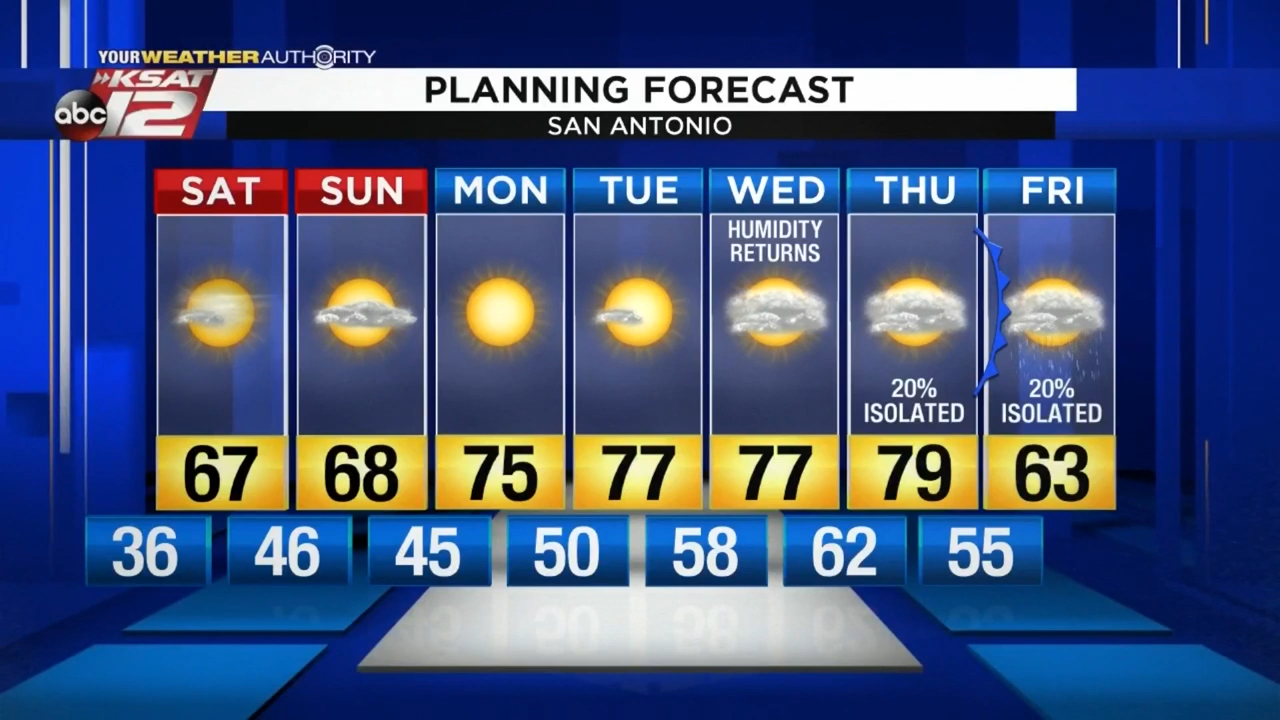 YOURWEATHERAUTHORITY
KSAT
abc 12
PLANNING FORECAST
SAN ANTONIO
SAT SUN MON TUE WED THU FRI
HUMIDITY
RETURNS
20% 20%
ISOLATED ISOLATED
67 68 75 77 77 79 63
36 46 45 50 58 62 55